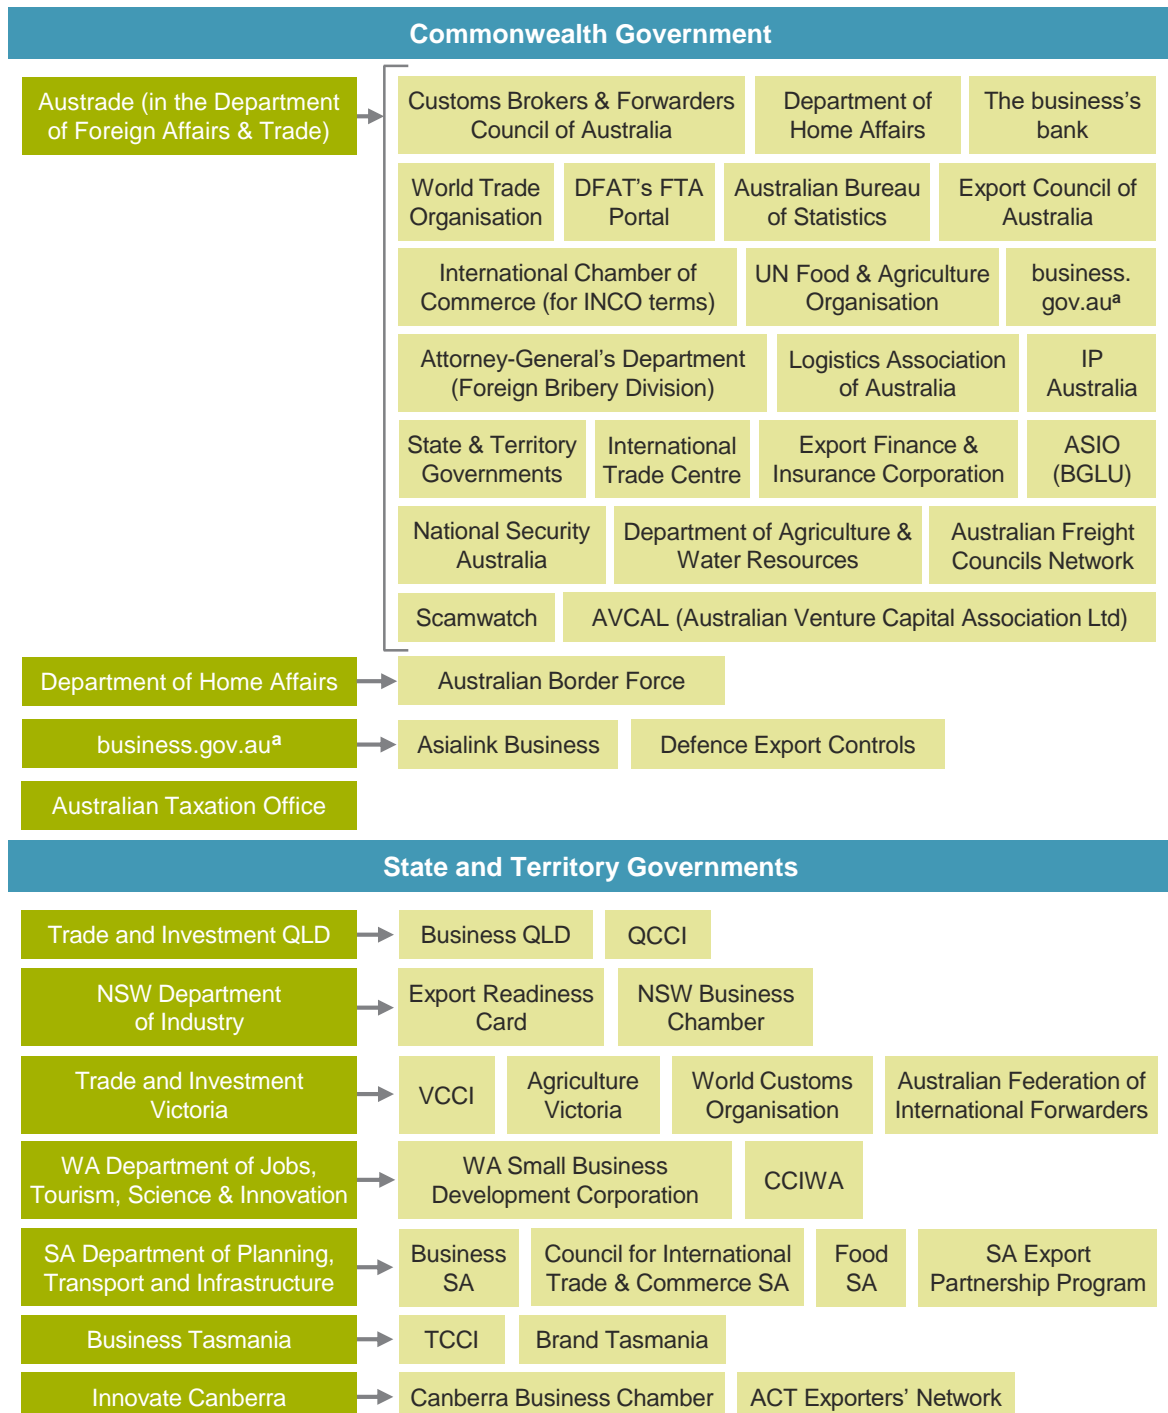 Commonwealth Government
Austrade (in the Department
of Foreign Affairs & Trade)
Customs Brokers & Forwarders
Council of Australia
Department of
Home Affairs
The business's
bank
World Trade
Organisation
DFAT's FTA
Portal
Australian Bureau
of Statistics
Export Council of
Australia
International Chamber of
Commerce (for INCO terms)
UN Food & Agriculture
Organisation
business.
gov.auᵃ
Attorney-General's Department
(Foreign Bribery Division)
Logistics Association
of Australia
IP
Australia
State & Territory
Governments
International
Trade Centre
Export Finance &
Insurance Corporation
ASIO
(BGLU)
National Security
Australia
Department of Agriculture &
Water Resources
Australian Freight
Councils Network
Scamwatch
AVCAL (Australian Venture Capital Association Ltd)
Department of Home Affairs
Australian Border Force
business.gov.auᵃ
Asialink Business
Defence Export Controls
Australian Taxation Office
State and Territory Governments
Trade and Investment QLD
Business QLD
QCCI
NSW Department
of Industry
Export Readiness
Card
NSW Business
Chamber
Trade and Investment
Victoria
VCCI
Agriculture
Victoria
World Customs
Organisation
Australian Federation of
International Forwarders
WA Department of Jobs,
Tourism, Science & Innovation
WA Small Business
Development Corporation
CCIWA
SA Department of Planning,
Transport and Infrastructure
Business
SA
Council for International
Trade & Commerce SA
Food
SA
SA Export
Partnership Program
Business Tasmania
TCCI
Brand Tasmania
Innovate Canberra
Canberra Business Chamber
ACT Exporters' Network